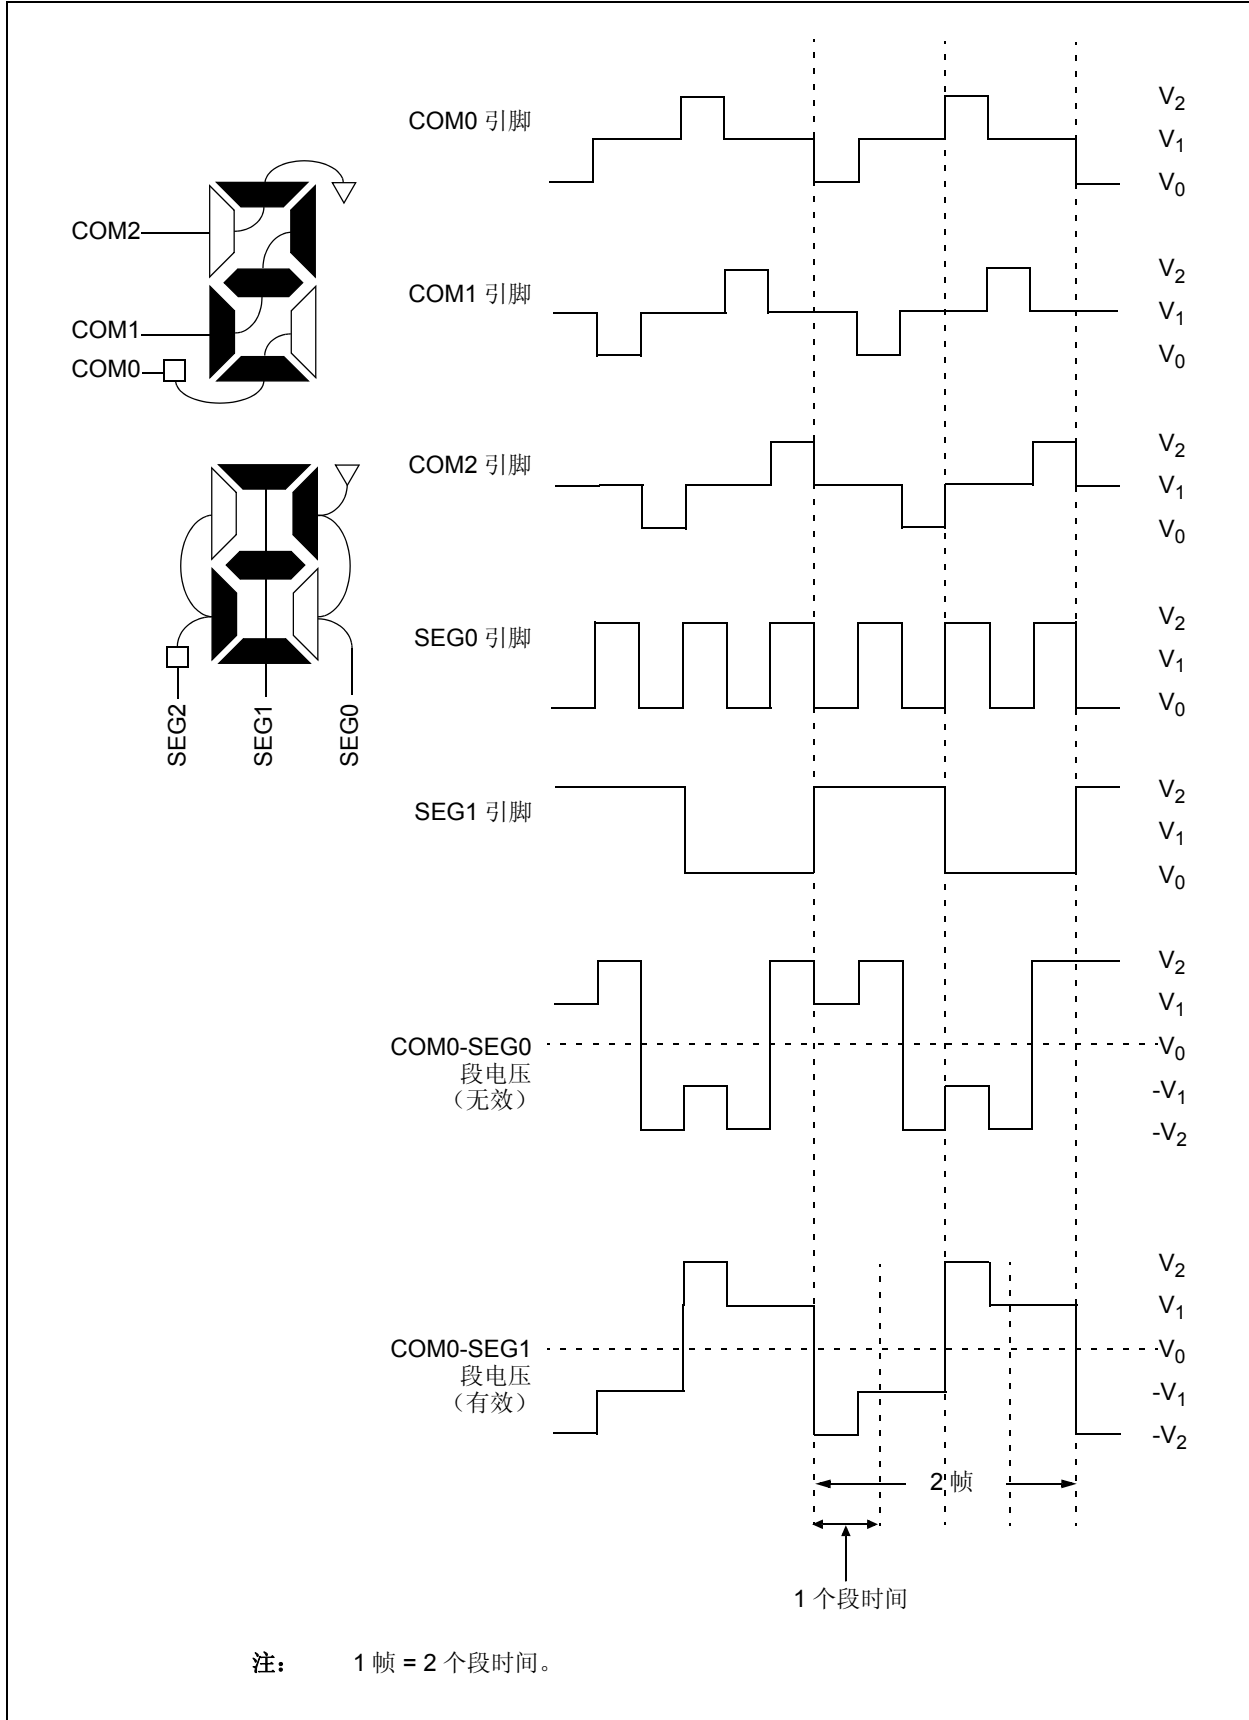 COM0 引脚
V2
V1
V0
COM2
COM1
COM0
COM1 引脚
V2
V1
V0
COM2 引脚
V2
V1
V0
SEG2
SEG1
SEG0
SEG0 引脚
V2
V1
V0
SEG1 引脚
V2
V1
V0
COM0-SEG0
段电压
（无效）
V2
V1
V0
-V1
-V2
COM0-SEG1
段电压
（有效）
V2
V1
V0
-V1
-V2
2 帧
1 个段时间
注： 1 帧 = 2 个段时间。